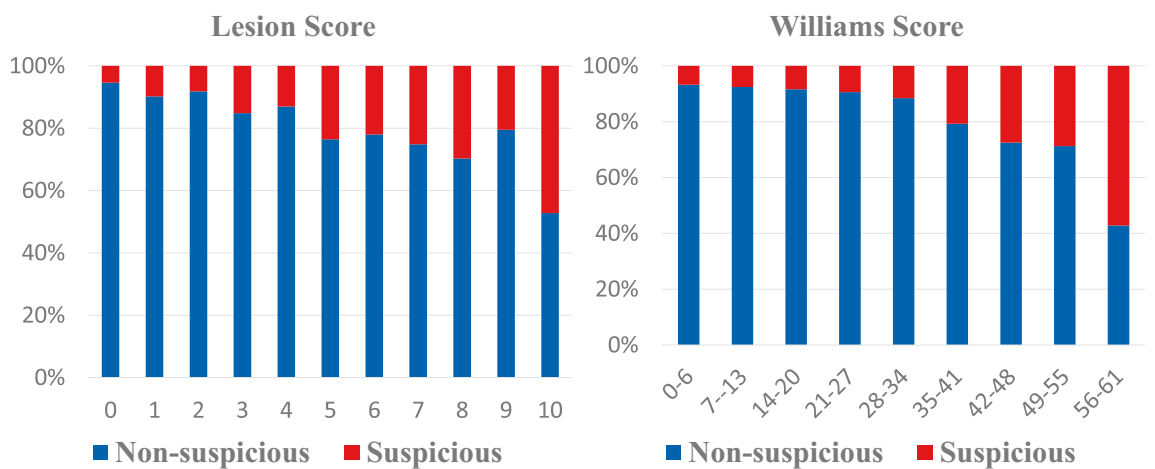 Lesion Score
100%
80%
60%
40%
20%
0%
0 1 2 3 4 5 6 7 8 9 10
Non-suspicious Suspicious
Williams Score
100%
80%
60%
40%
20%
0%
0-6 7--13 14-20 21-27 28-34 35-41 42-48 49-55 56-61
Non-suspicious Suspicious